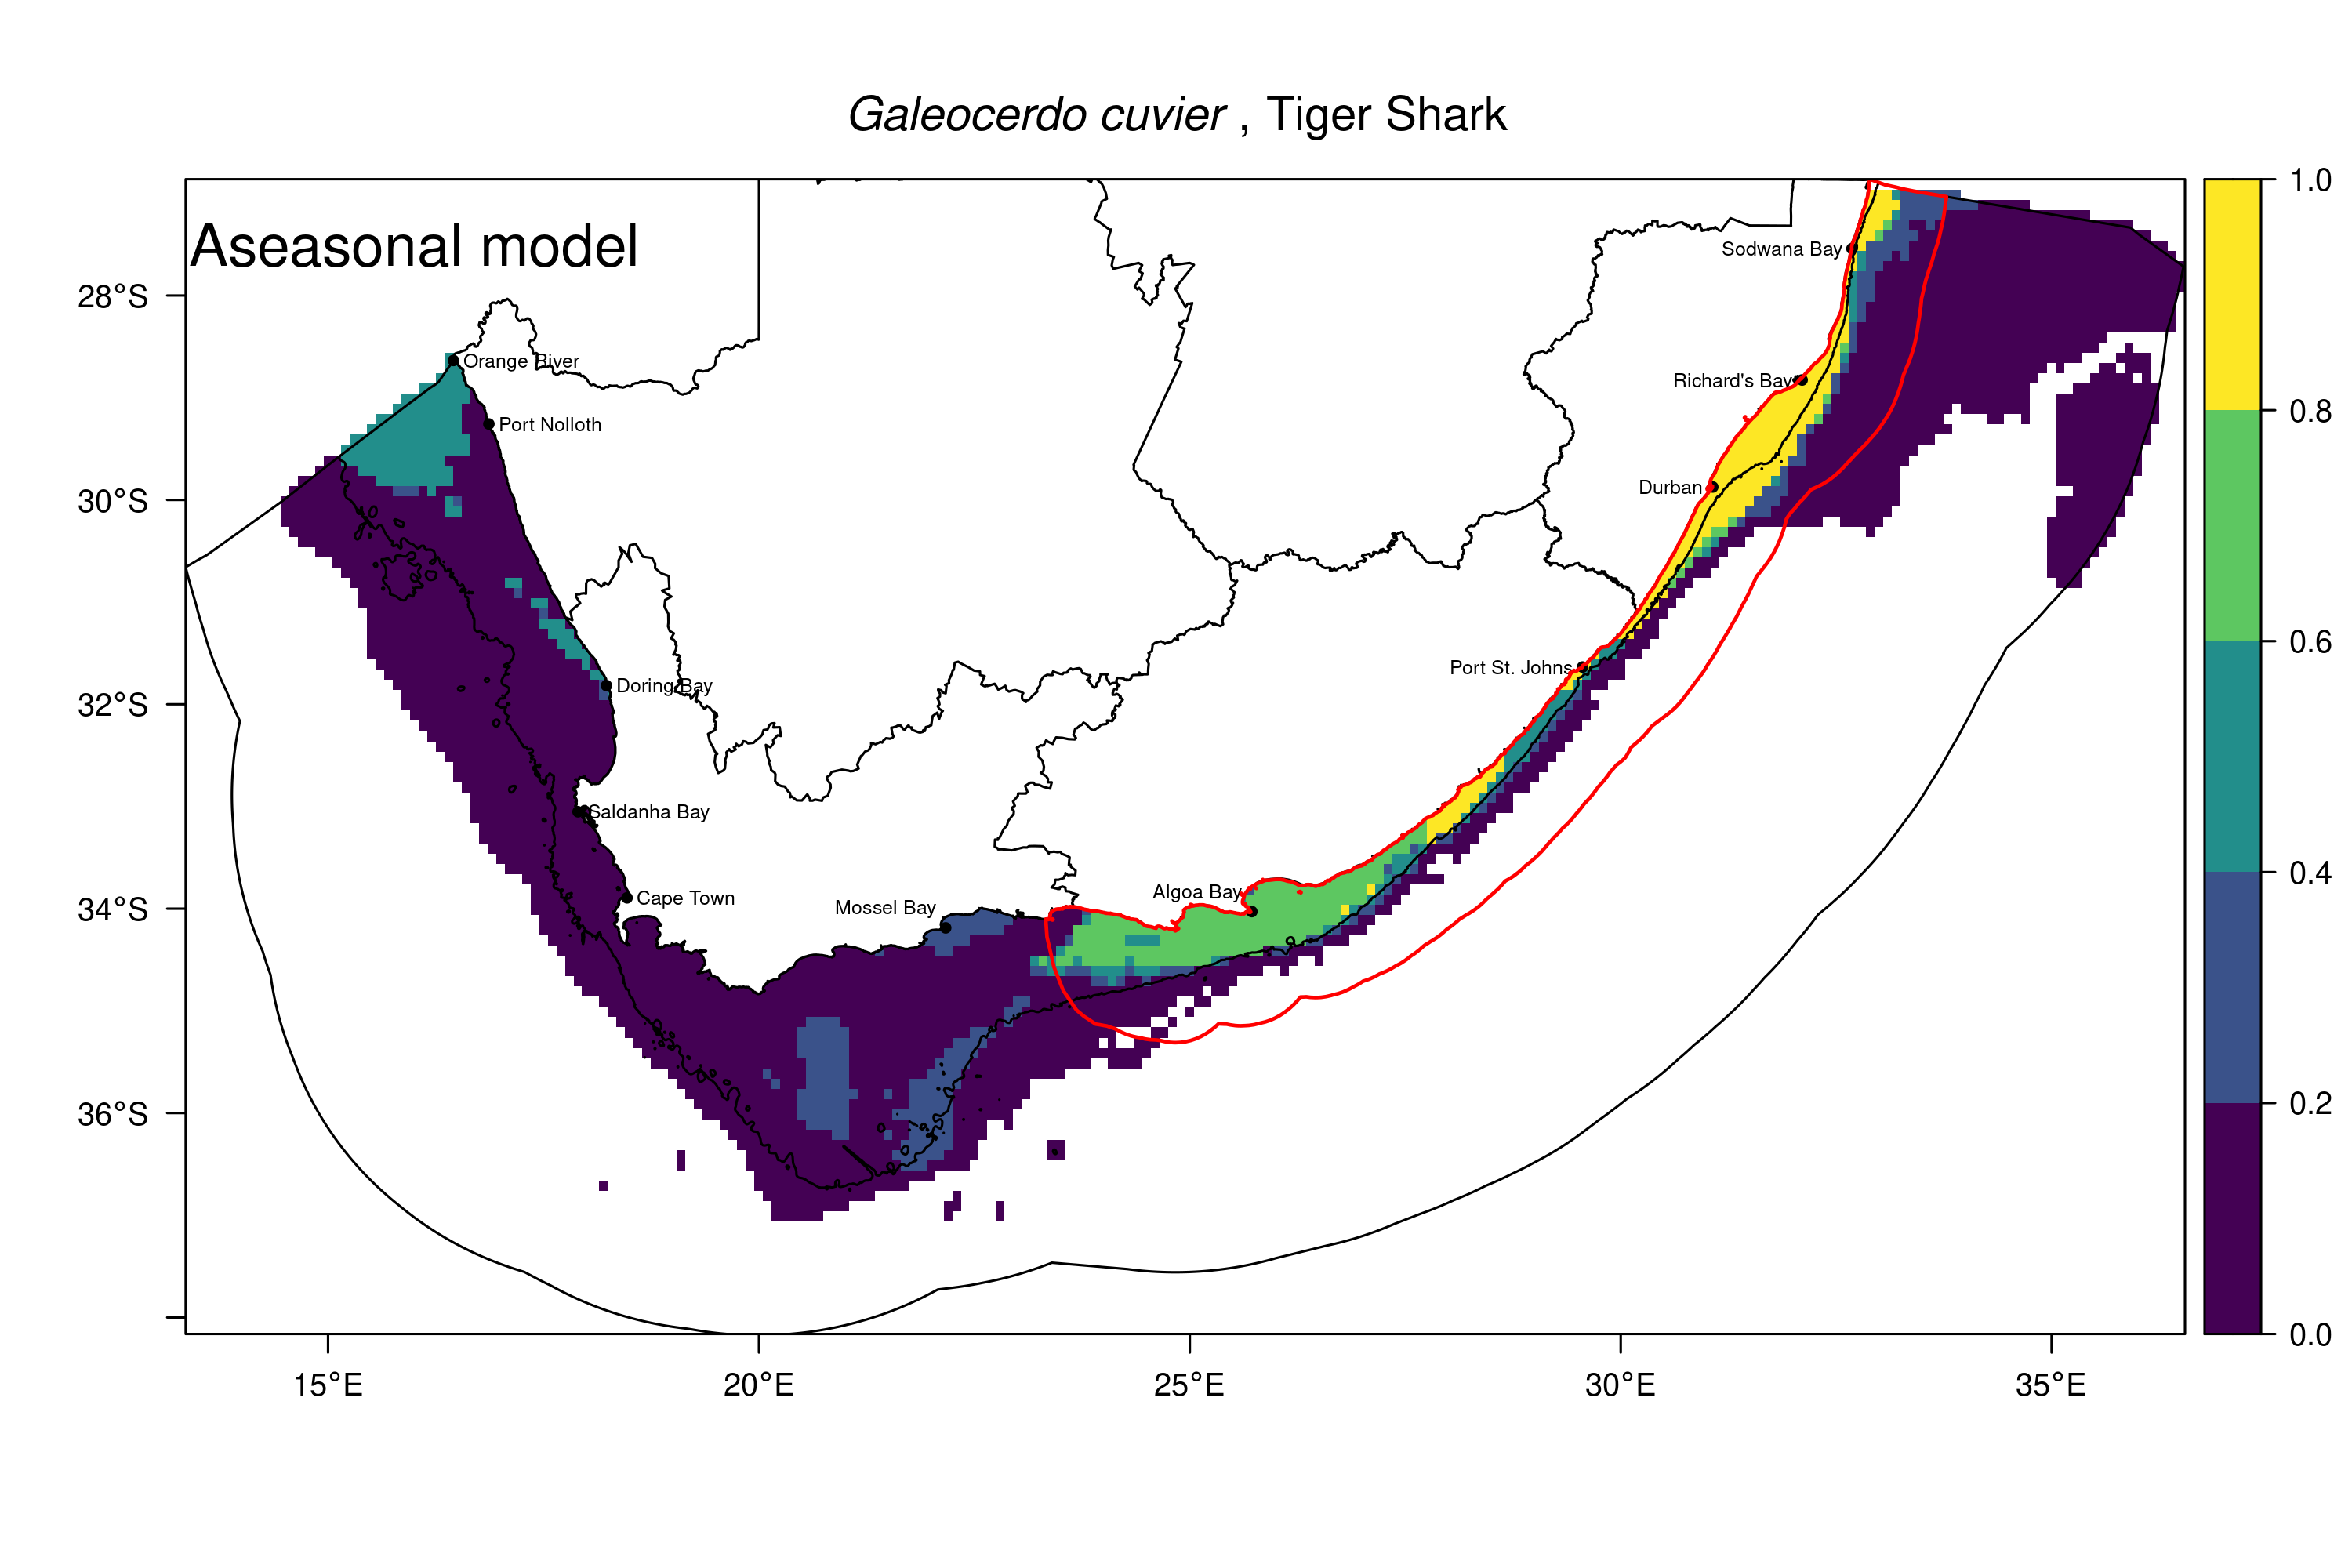 Galeocerdo cuvier , Tiger Shark
Aseasonal model
28°S
30°S
32°S
34°S
36°S
15°E
20°E
25°E
30°E
35°E
Orange River
Port Nolloth
Doring Bay
Saldanha Bay
Cape Town
Mossel Bay
Algoa Bay
Port St. Johns
Durban
Richard's Bay
Sodwana Bay
1.0
0.8
0.6
0.4
0.2
0.0